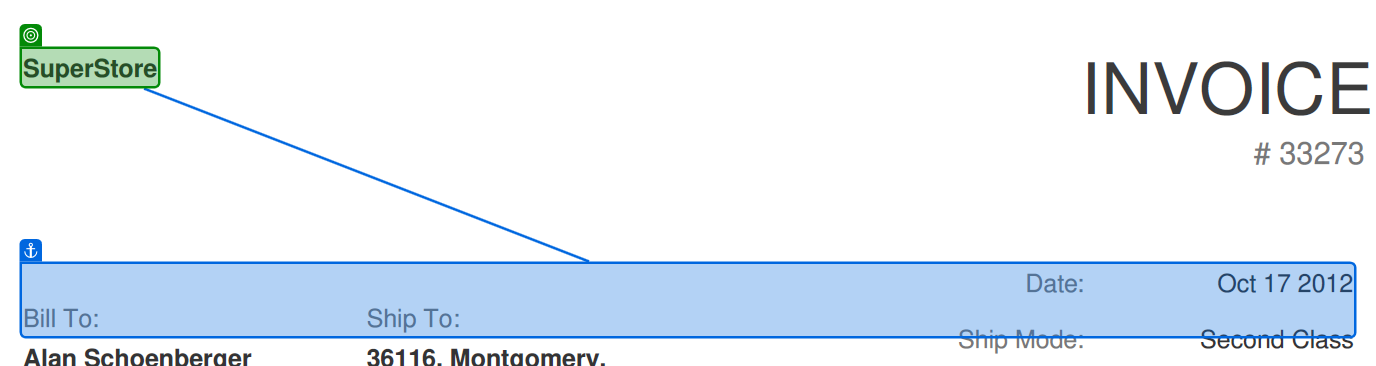 SuperStore
INVOICE
# 33273
Date: Oct 17 2012
Bill To: Ship To:
Ship Mode: Second Class
Alan Schoenberger 36116, Montgomery,